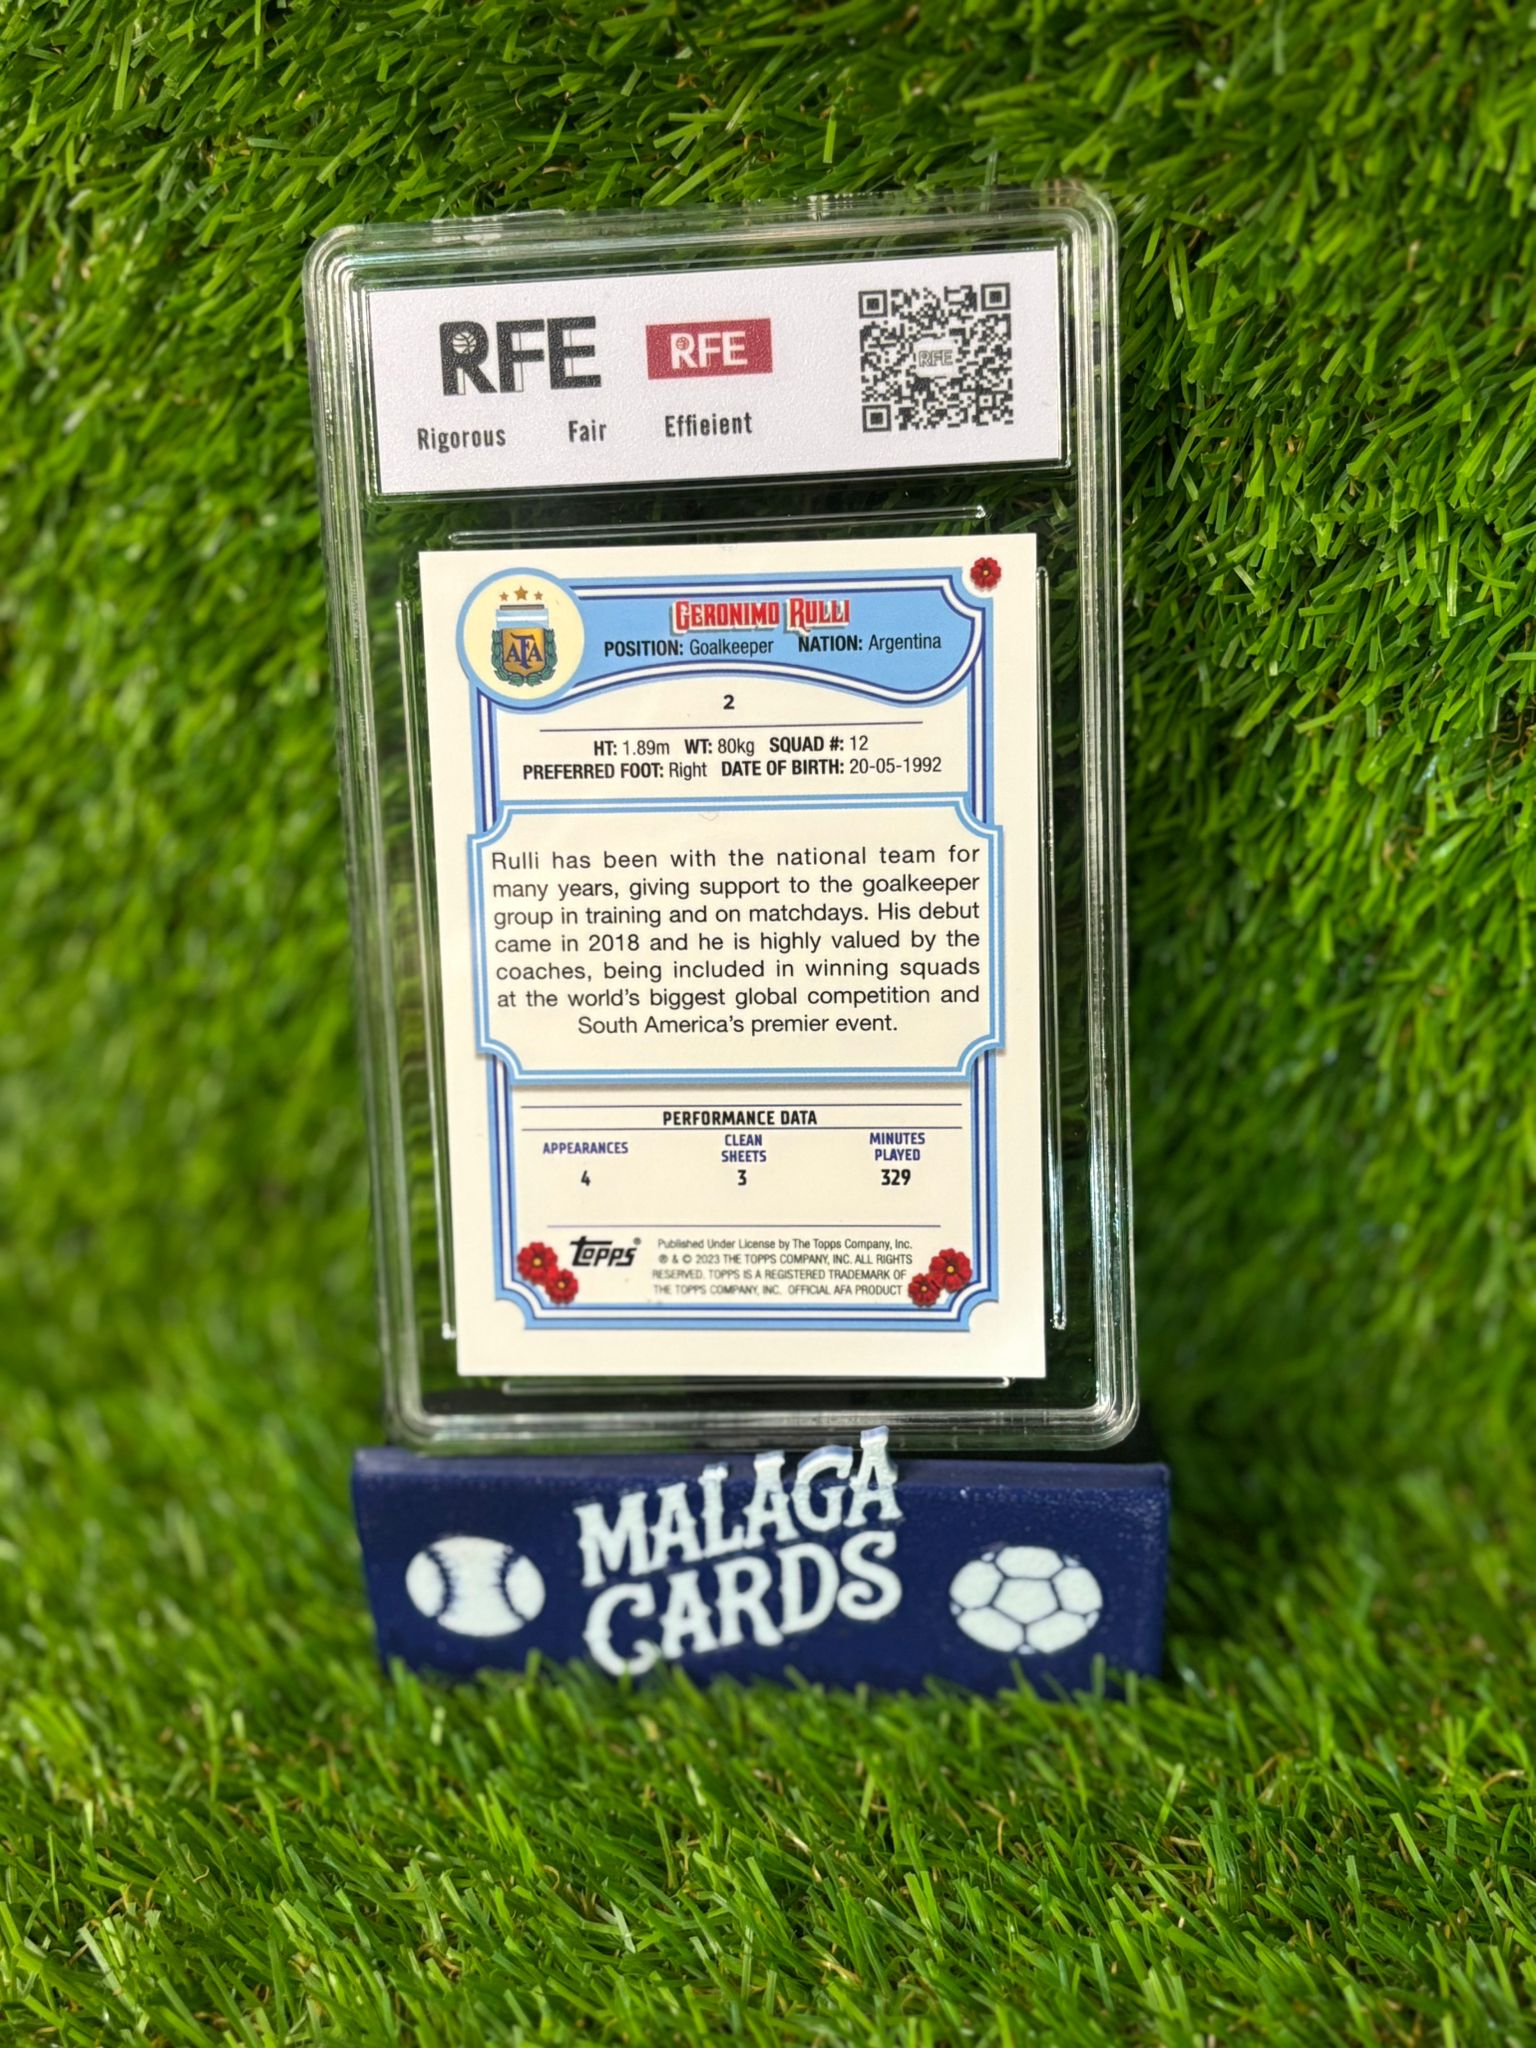 RFE RFE RFE
Rigorous Fair Effieient
AFA
GERONIMO RULLI
POSITION: Goalkeeper NATION: Argentina
2
HT: 1.89m WT: 80kg SQUAD #: 12
PREFERRED FOOT: Right DATE OF BIRTH: 20-05-1992
Rulli has been with the national team for
many years, giving support to the goalkeeper
group in training and on matchdays. His debut
came in 2018 and he is highly valued by the
coaches, being included in winning squads
at the world's biggest global competition and
South America's premier event.
PERFORMANCE DATA
APPEARANCES CLEAN SHEETS MINUTES PLAYED
4 3 329
Topps®
Published Under License by The Topps Company, Inc.
℗ & © 2023 THE TOPPS COMPANY, INC. ALL RIGHTS
RESERVED. TOPPS IS A REGISTERED TRADEMARK OF
THE TOPPS COMPANY, INC. OFFICIAL AFA PRODUCT
MALAGA
CARDS